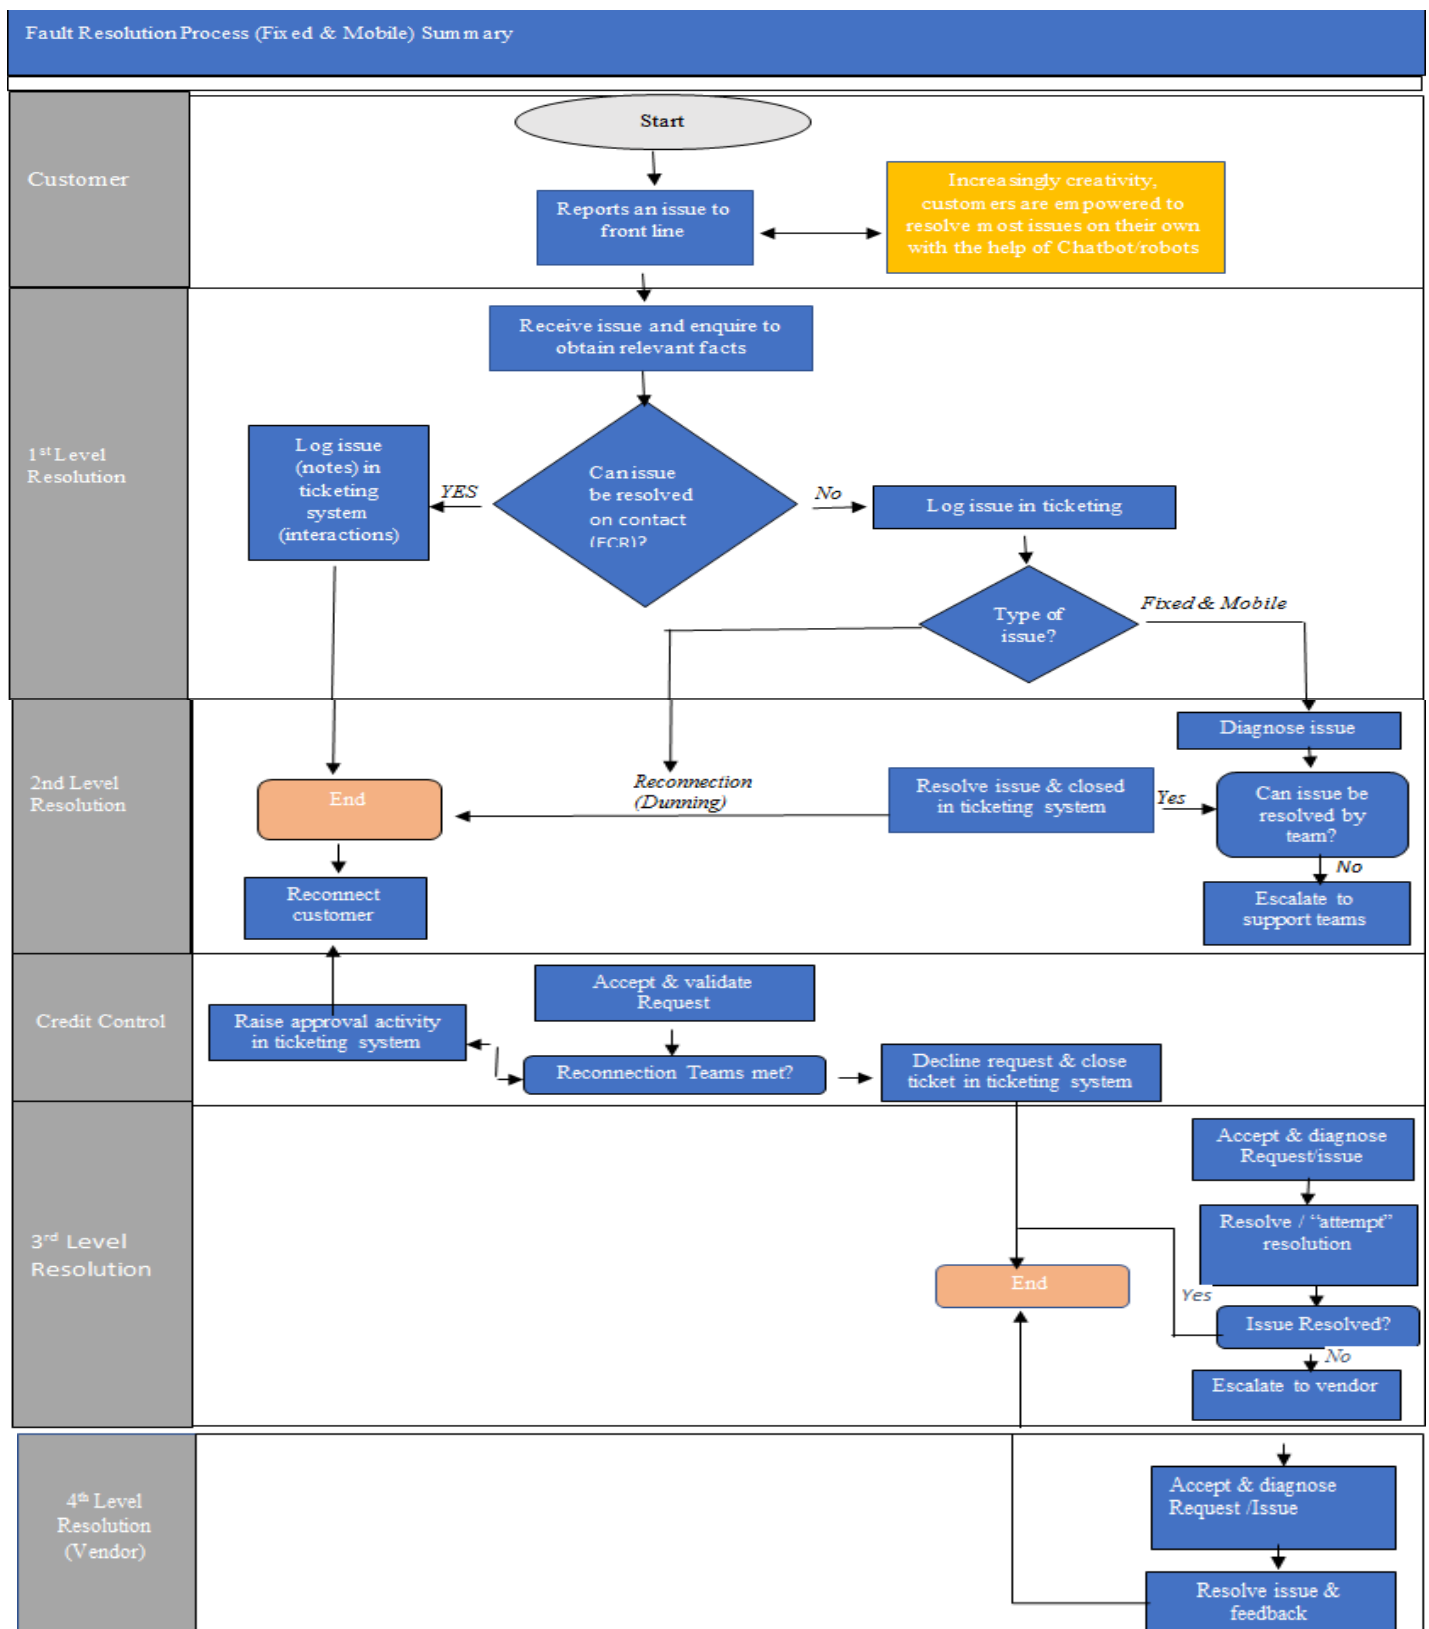 Fault Resolution Process (Fixed & Mobile) Summary
Customer
Start
Reports an issue to
front line
Increasingly creativity,
customers are empowered to
resolve most issues on their own
with the help of Chatbot/robots
1st Level
Resolution
Receive issue and enquire to
obtain relevant facts
Log issue
(notes) in
ticketing
system
(interactions)
YES
Can issue
be resolved
on contact
(FCR)?
No
Log issue in ticketing
Type of
issue?
Fixed & Mobile
2nd Level
Resolution
Diagnose issue
End
Reconnection
(Dunning)
Resolve issue & closed
in ticketing system
Yes
Can issue be
resolved by
team?
No
Reconnect
customer
Escalate to
support teams
Credit Control
Accept & validate
Request
Raise approval activity
in ticketing system
Reconnection Teams met?
Decline request & close
ticket in ticketing system
3rd Level
Resolution
Accept & diagnose
Request/issue
Resolve / “attempt”
resolution
End
Yes
Issue Resolved?
No
Escalate to vendor
4th Level
Resolution
(Vendor)
Accept & diagnose
Request /Issue
Resolve issue &
feedback